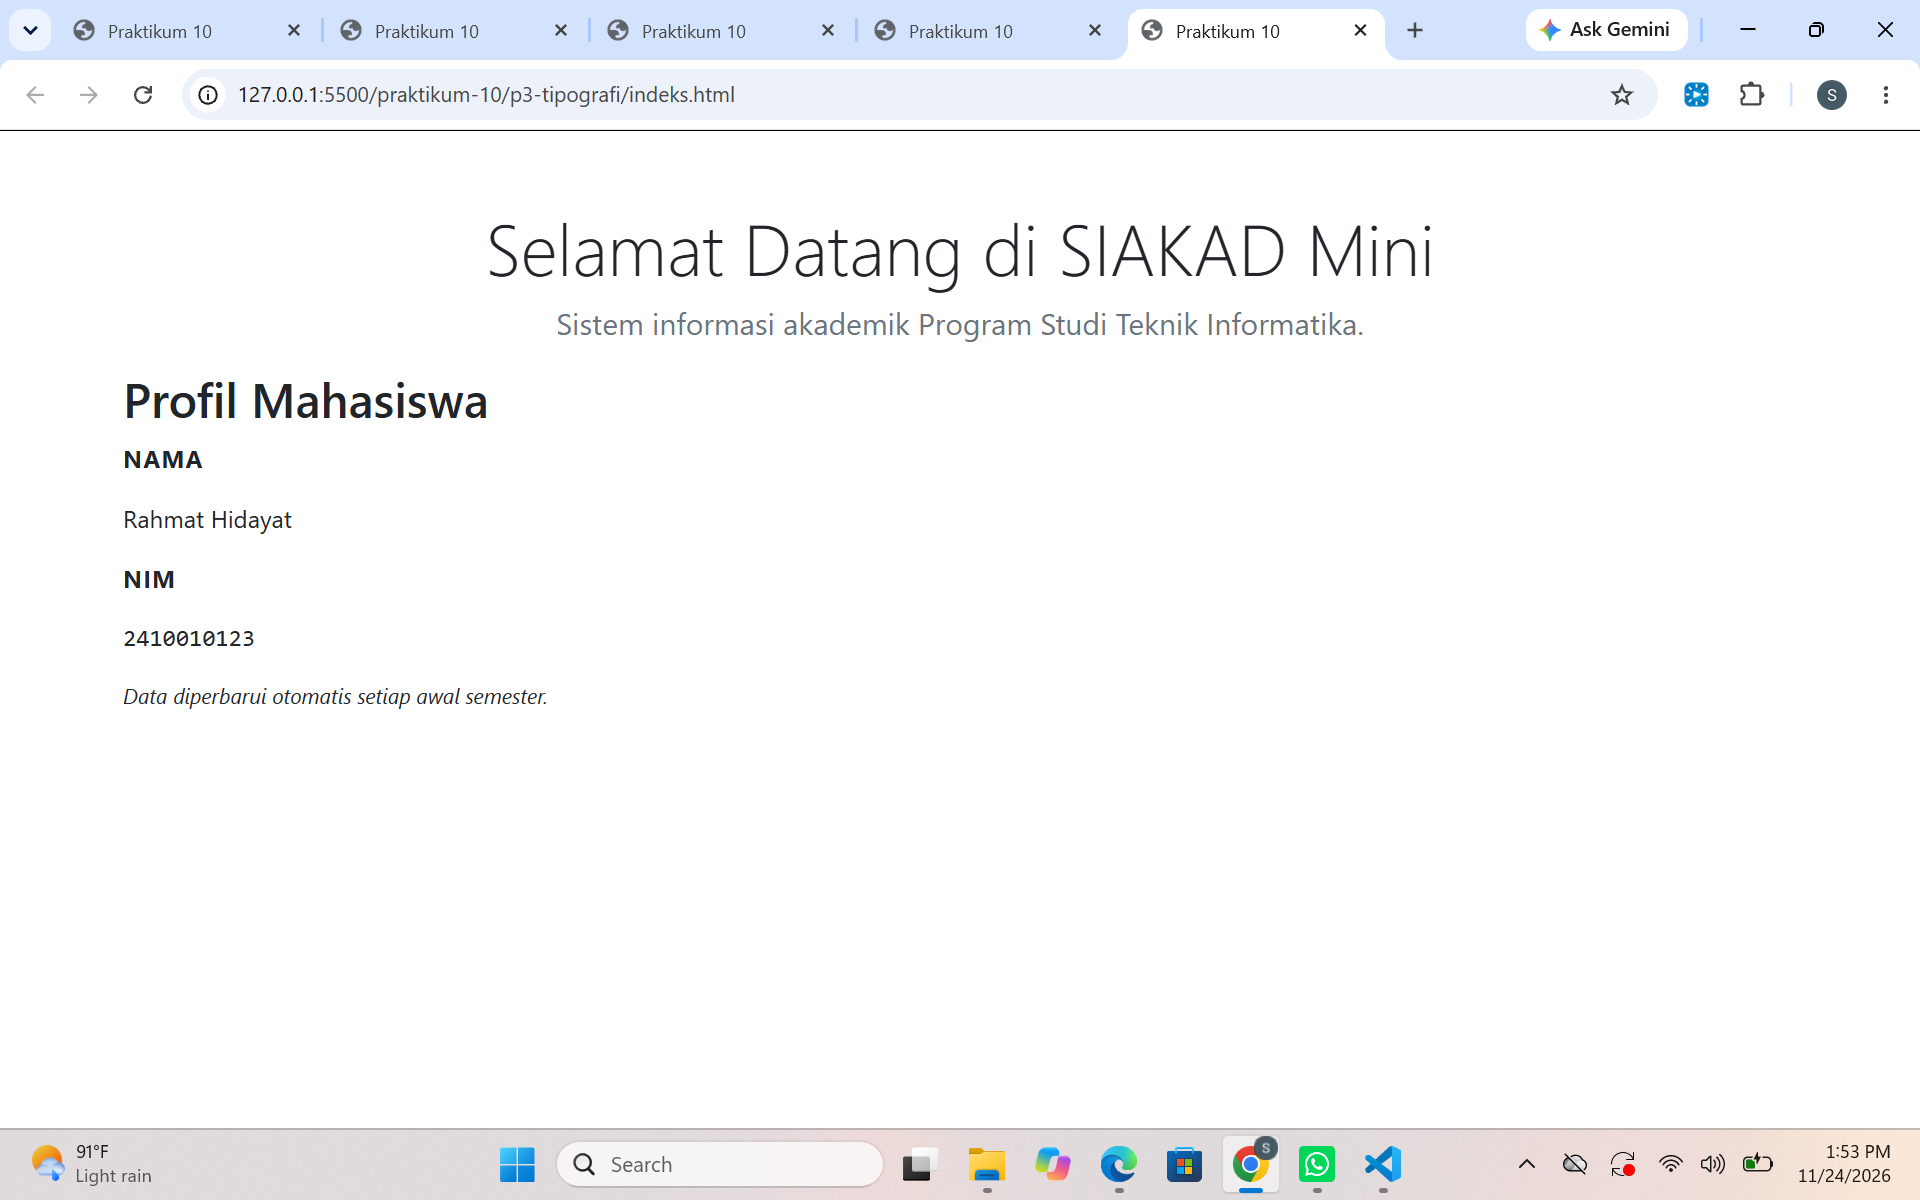 Praktikum 10
Praktikum 10
Praktikum 10
Praktikum 10
Praktikum 10
Ask Gemini
127.0.0.1:5500/praktikum-10/p3-tipografi/indeks.html
S
Selamat Datang di SIAKAD Mini
Sistem informasi akademik Program Studi Teknik Informatika.
Profil Mahasiswa
NAMA
Rahmat Hidayat
NIM
2410010123
Data diperbarui otomatis setiap awal semester.
91°F
Light rain
Search
S
1:53 PM
11/24/2026